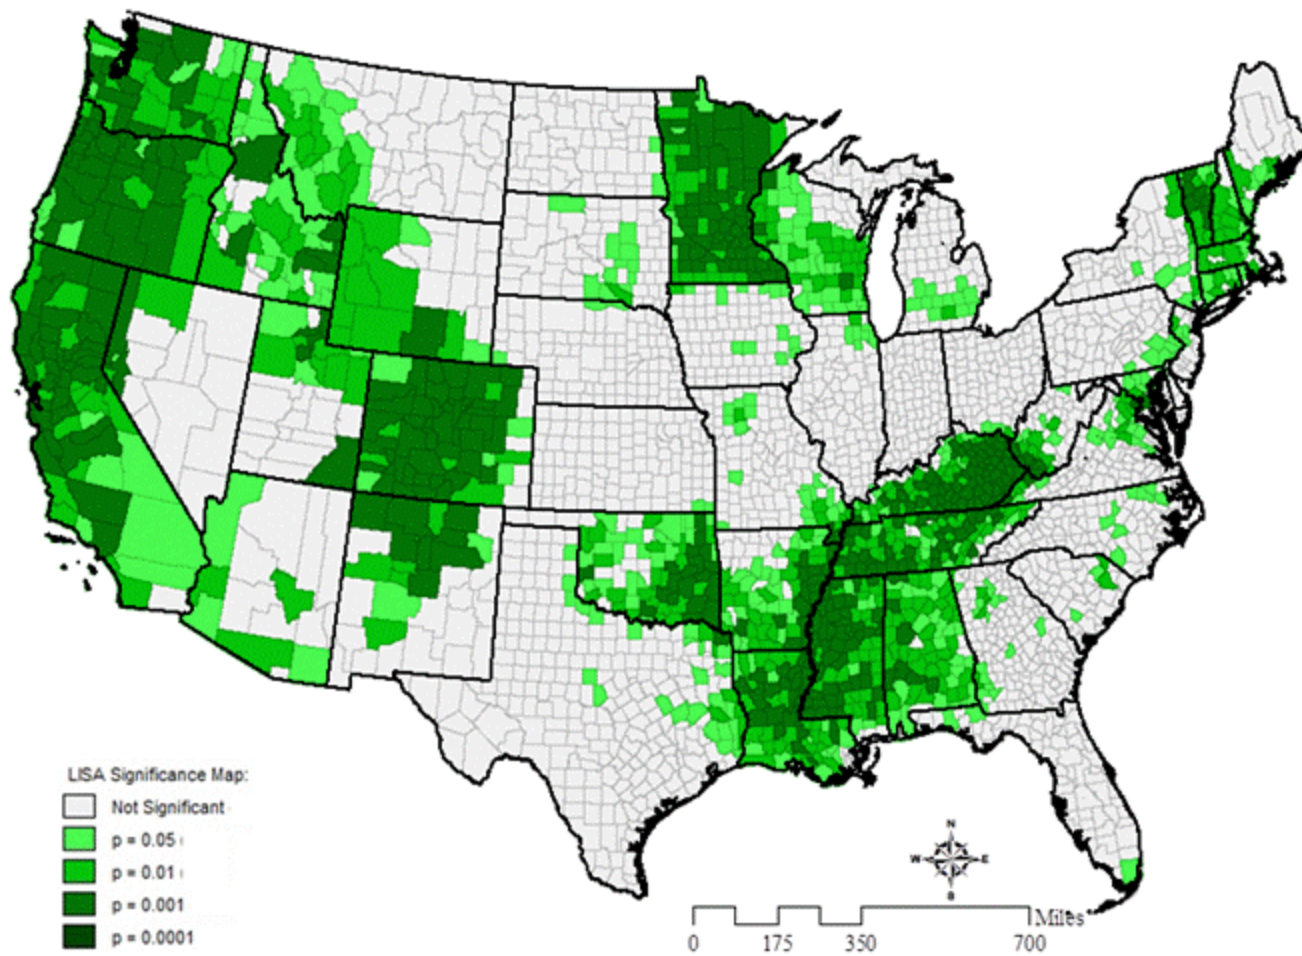 LISA Significance Map:
Not Significant
p = 0.05
p = 0.01
p = 0.001
p = 0.0001
N
W E
S
Miles
0 175 350 700